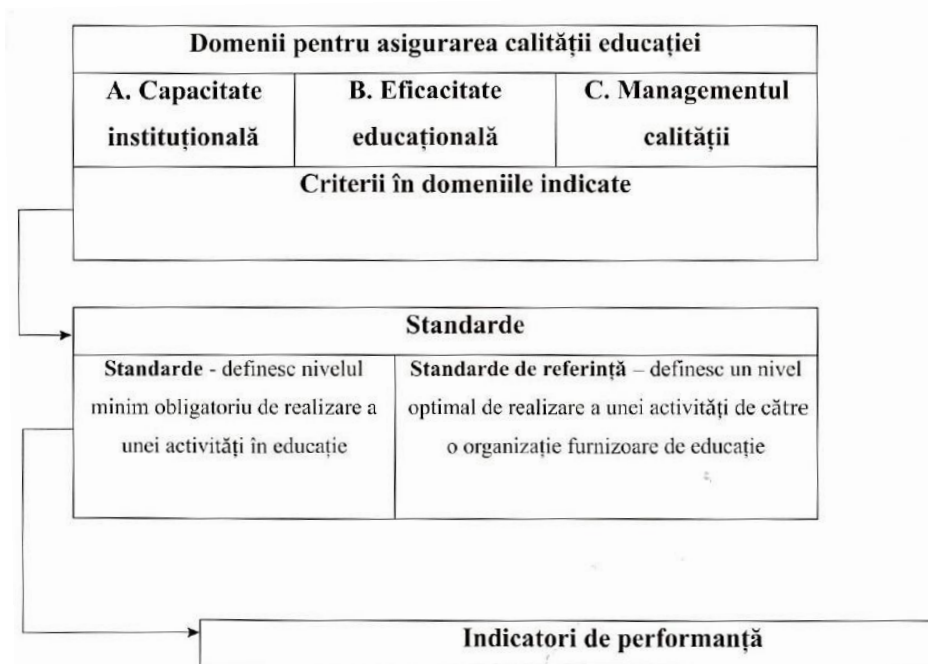 Domenii pentru asigurarea calității educației
A. Capacitate
instituțională
B. Eficacitate
educațională
C. Managementul
calității
Criterii în domeniile indicate
Standarde
Standarde - definesc nivelul
minim obligatoriu de realizare a
unei activități în educație
Standarde de referință – definesc un nivel
optimal de realizare a unei activități de către
o organizație furnizoare de educație
Indicatori de performanță